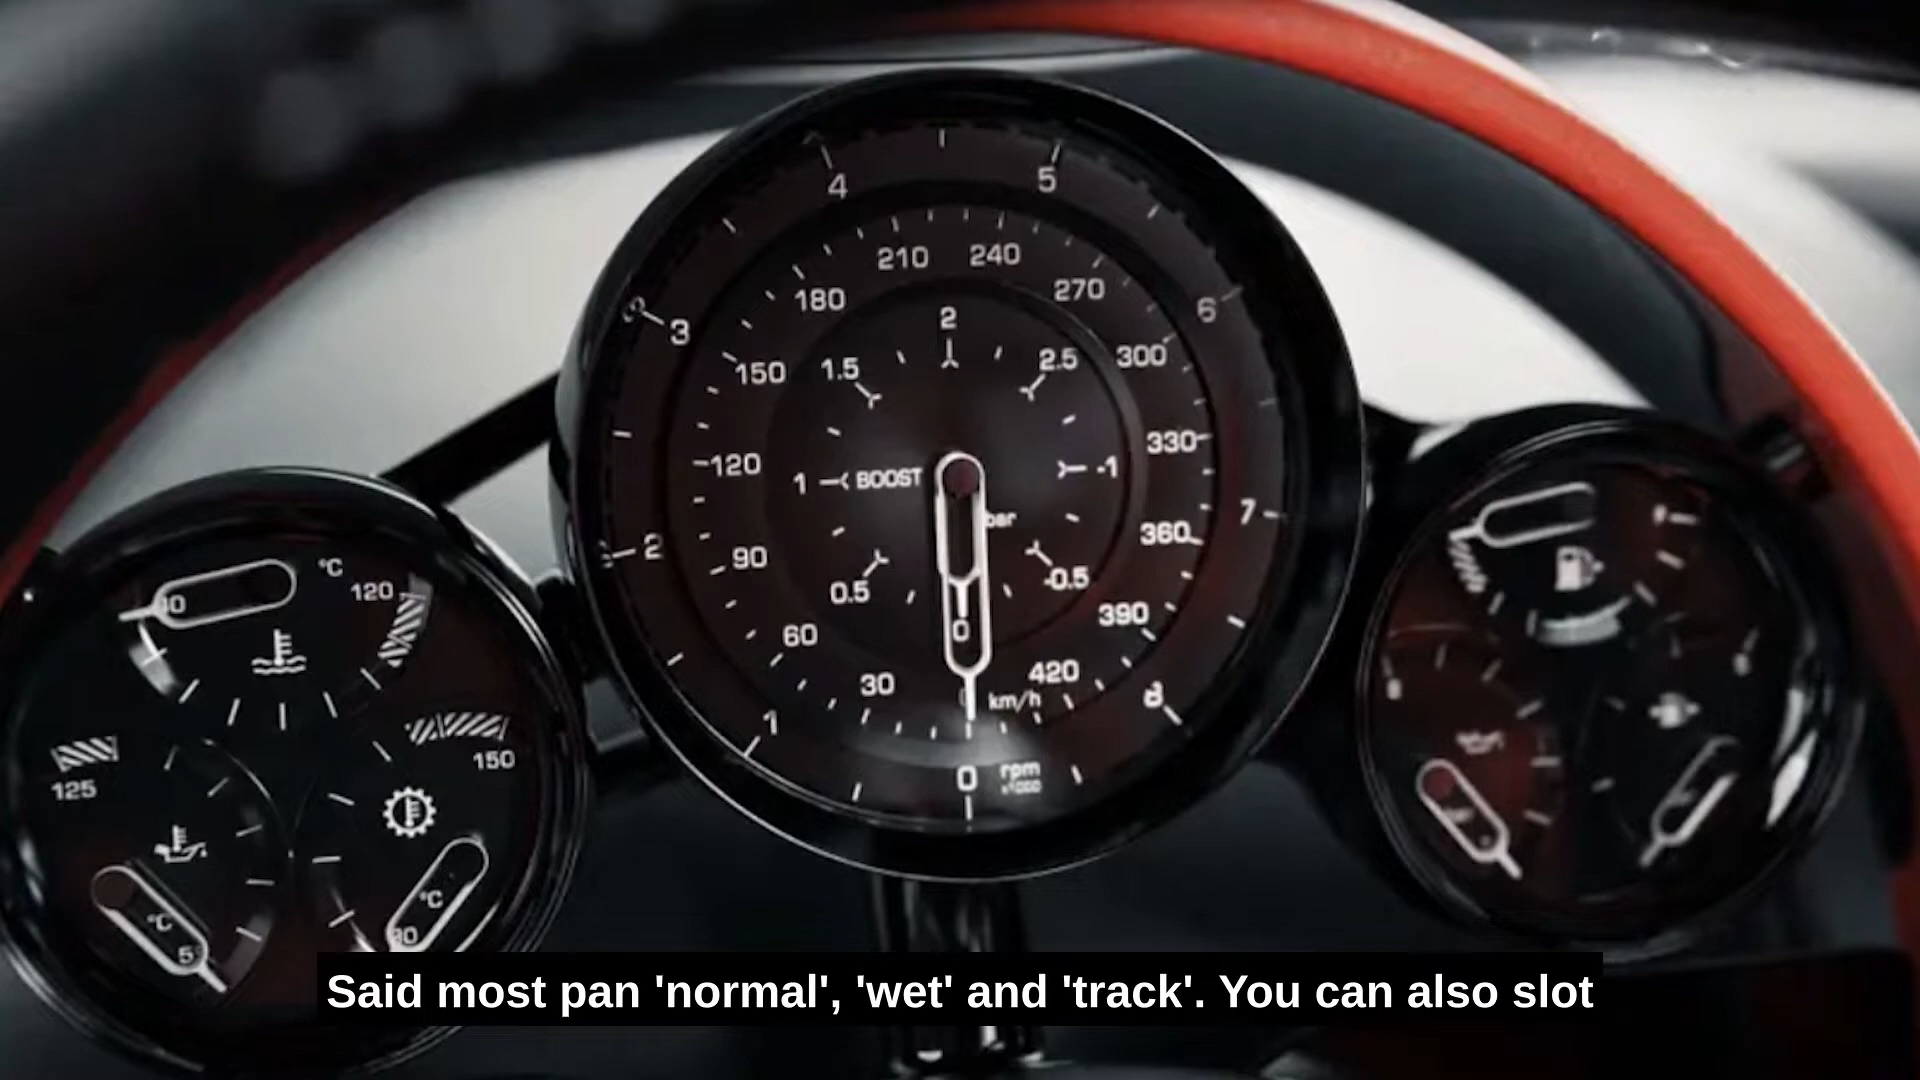 4 5
210 240
180 270
2
3 6
150 1.5 2.5 300
120 1 BOOST -1 330
bar 7
2 360
90
0.5 -0.5
60 0 390
30 420
km/h
1 8
0 rpm
x1000
°C 120
150
125
°C
°C
Said most pan 'normal', 'wet' and 'track'. You can also slot